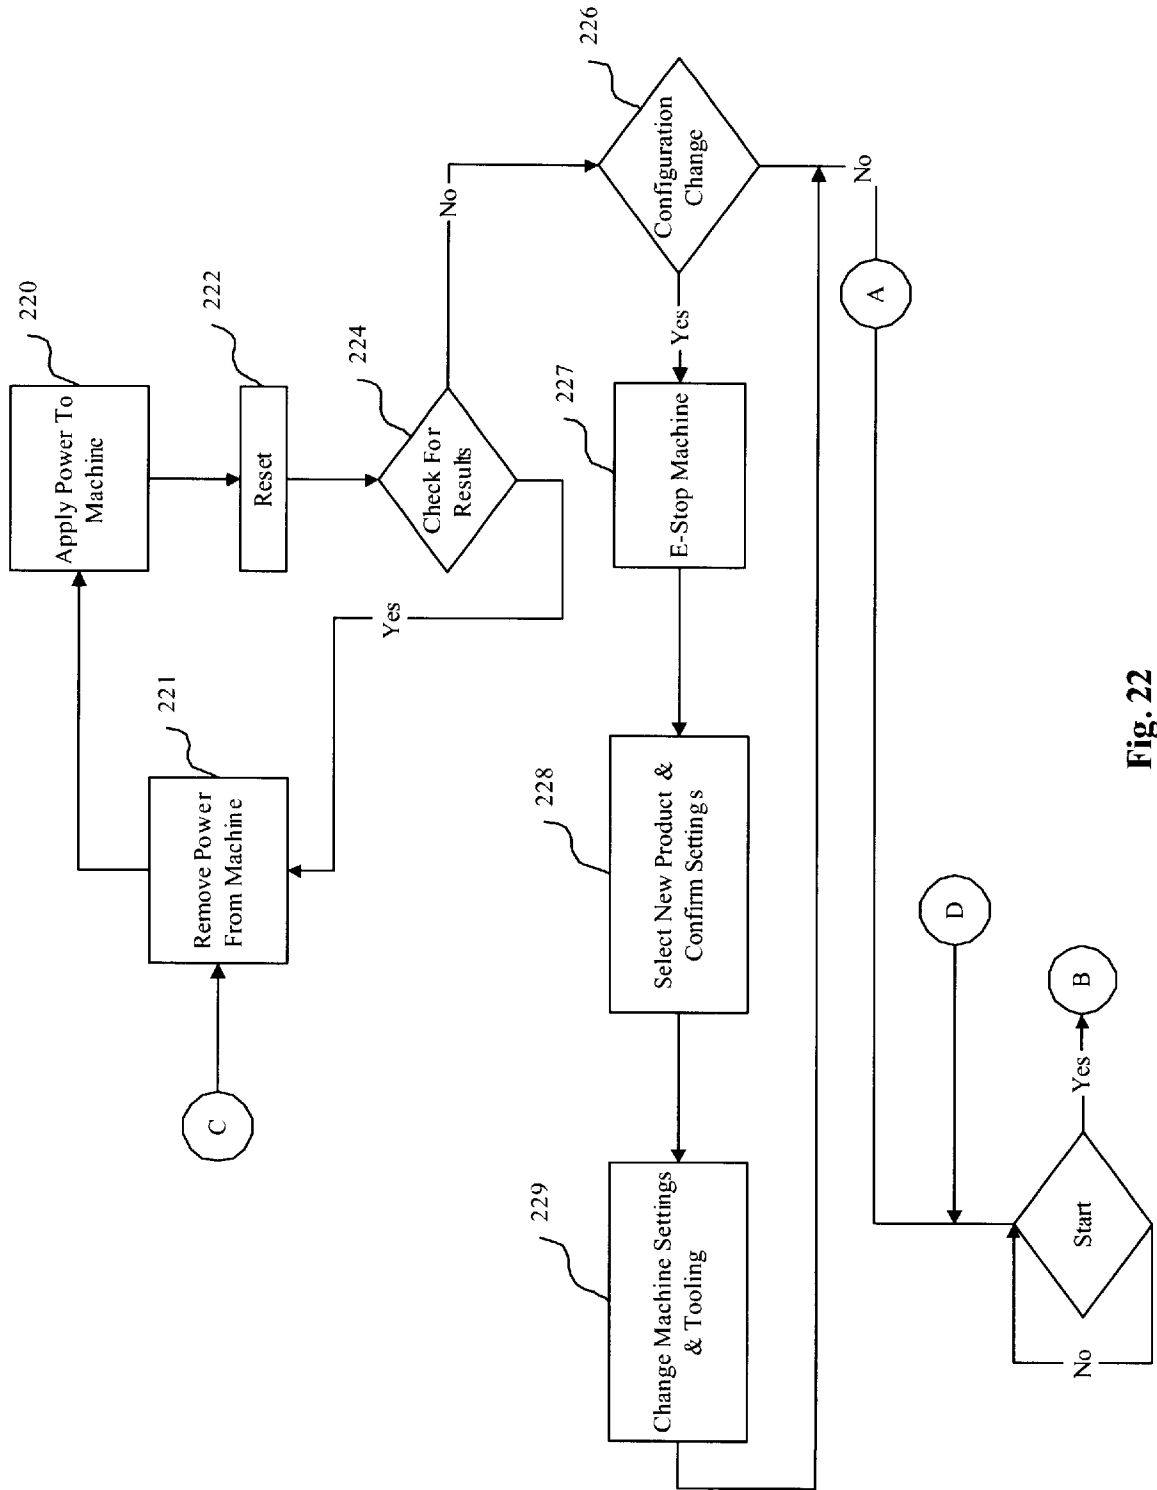 220
Apply Power To
Machine
222
Reset
224
Check For
Results
No
Yes
221
Remove Power
From Machine
C
226
Configuration
Change
Yes
No
227
E-Stop Machine
228
Select New Product &
Confirm Settings
229
Change Machine Settings
& Tooling
A
D
B
Yes
Start
No
Fig. 22